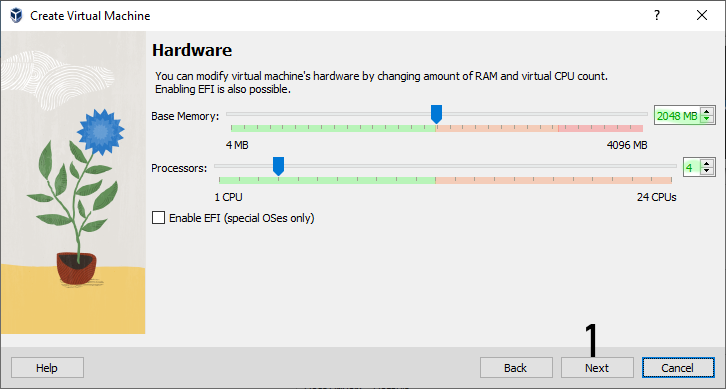 Create Virtual Machine
Hardware
You can modify virtual machine's hardware by changing amount of RAM and virtual CPU count.
Enabling EFI is also possible.
Base Memory: 2048 MB
4 MB 4096 MB
Processors: 4
1 CPU 24 CPUs
Enable EFI (special OSes only)
1
Help Back Next Cancel